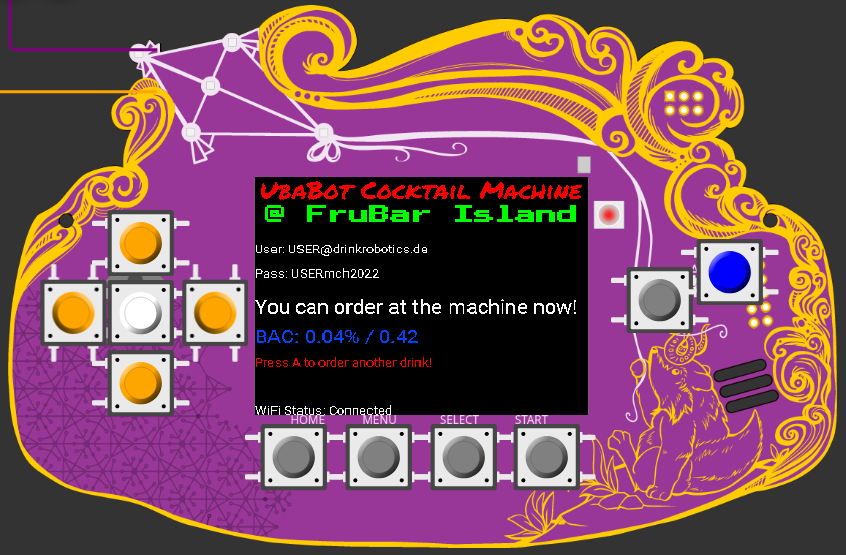 UbaBot Cocktail Machine
@ FruBar Island
User: USER@drinkrobotics.de
Pass: USERmch2022
You can order at the machine now!
BAC: 0.04% / 0.42
Press A to order another drink!
WiFi Status: Connected
HOME MENU SELECT START